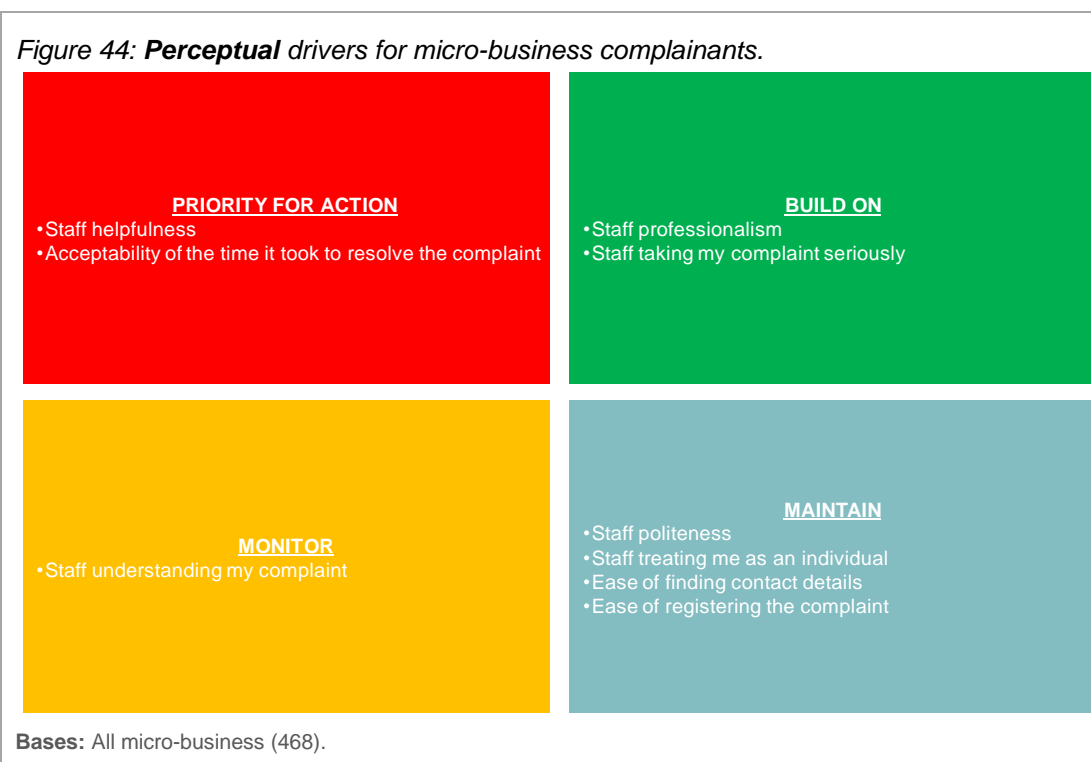 Figure 44: Perceptual drivers for micro-business complainants.
PRIORITY FOR ACTION
•Staff helpfulness
•Acceptability of the time it took to resolve the complaint
BUILD ON
•Staff professionalism
•Staff taking my complaint seriously
MONITOR
•Staff understanding my complaint
MAINTAIN
•Staff politeness
•Staff treating me as an individual
•Ease of finding contact details
•Ease of registering the complaint
Bases: All micro-business (468).